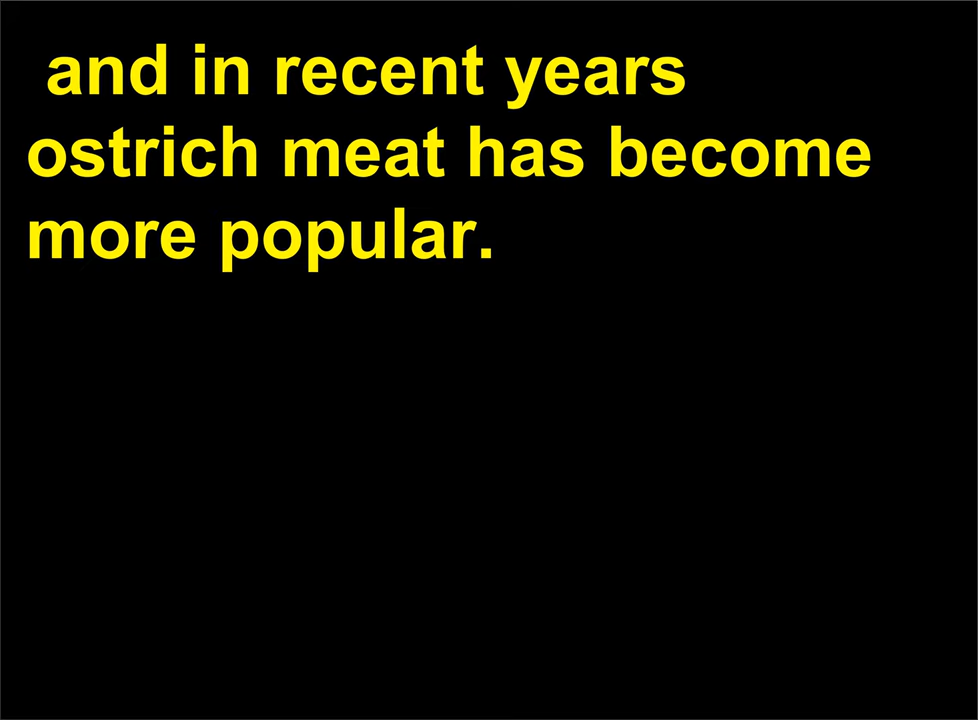 and in recent years
ostrich meat has become
more popular.